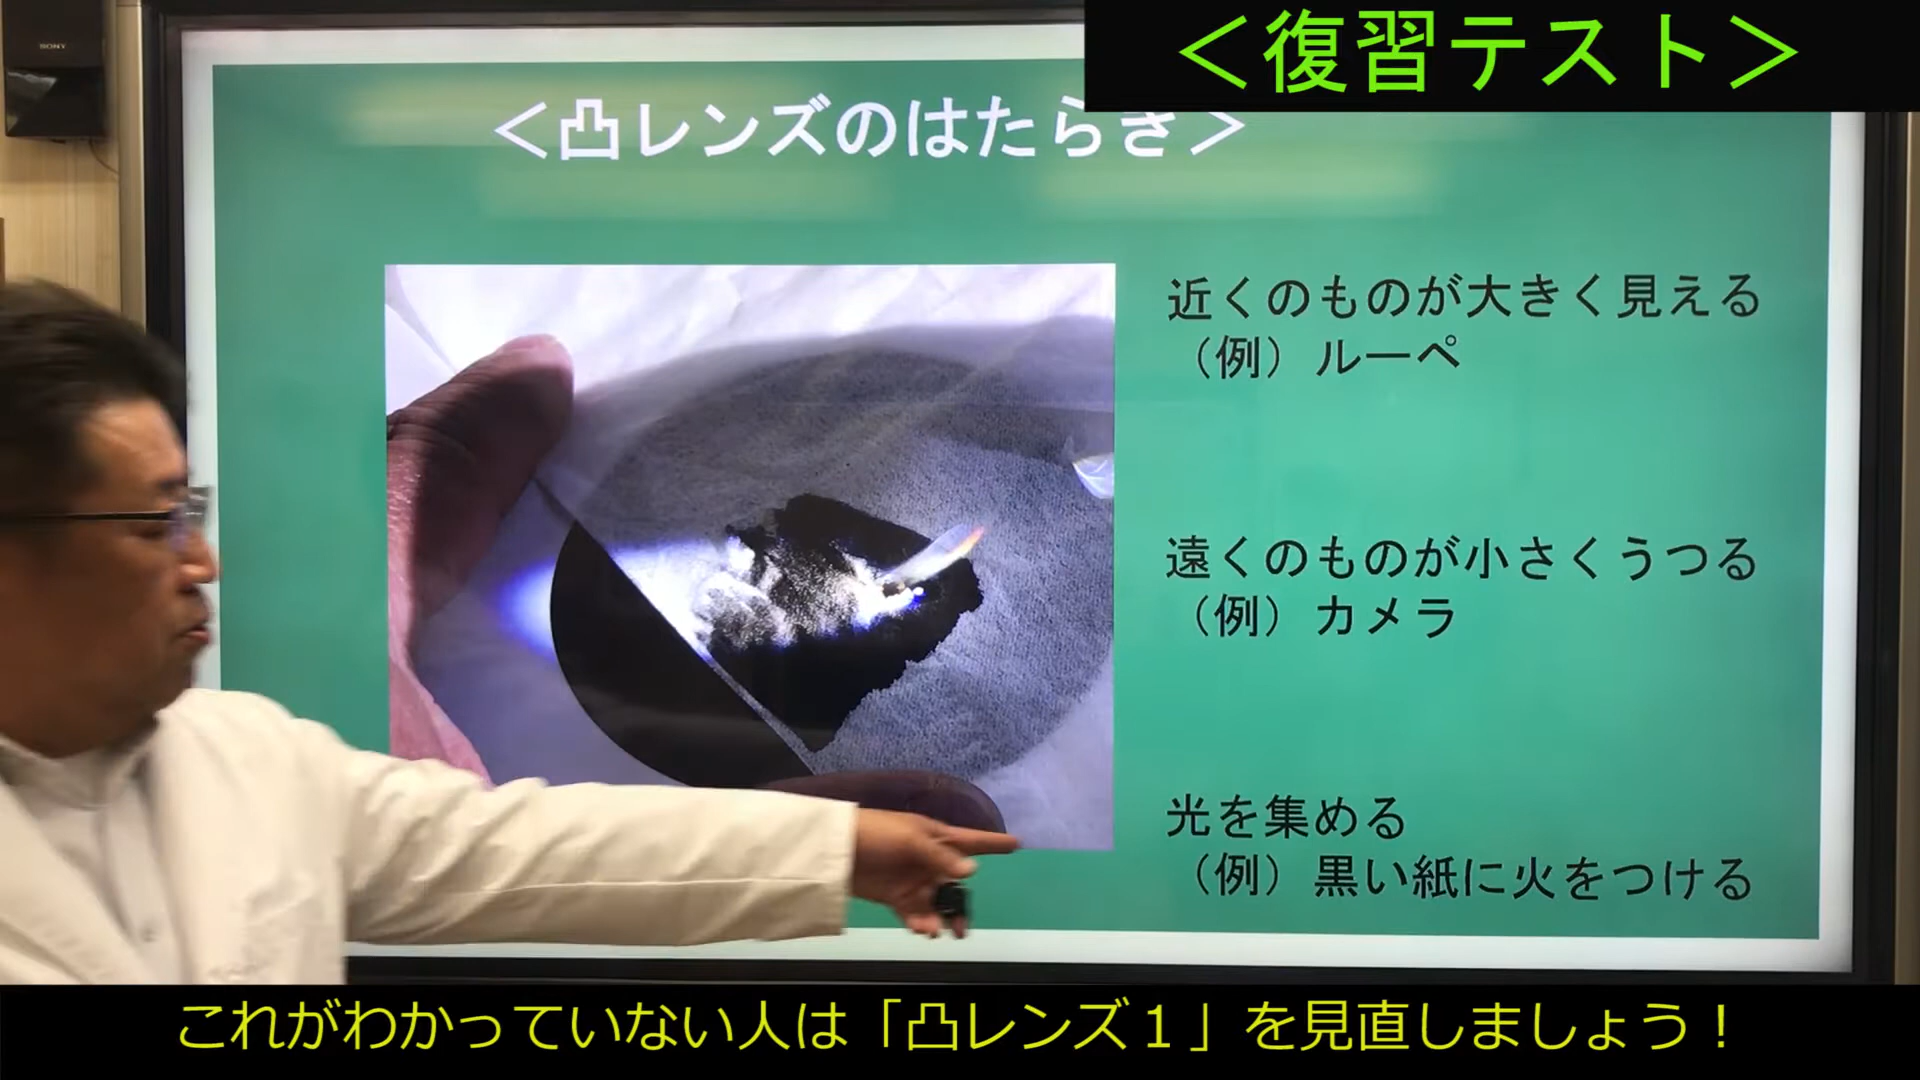 SONY
＜復習テスト＞
＜凸レンズのはたらき＞
近くのものが大きく見える
（例）ルーペ
遠くのものが小さくうつる
（例）カメラ
光を集める
（例）黒い紙に火をつける
これがわかっていない人は「凸レンズ１」を見直しましょう！